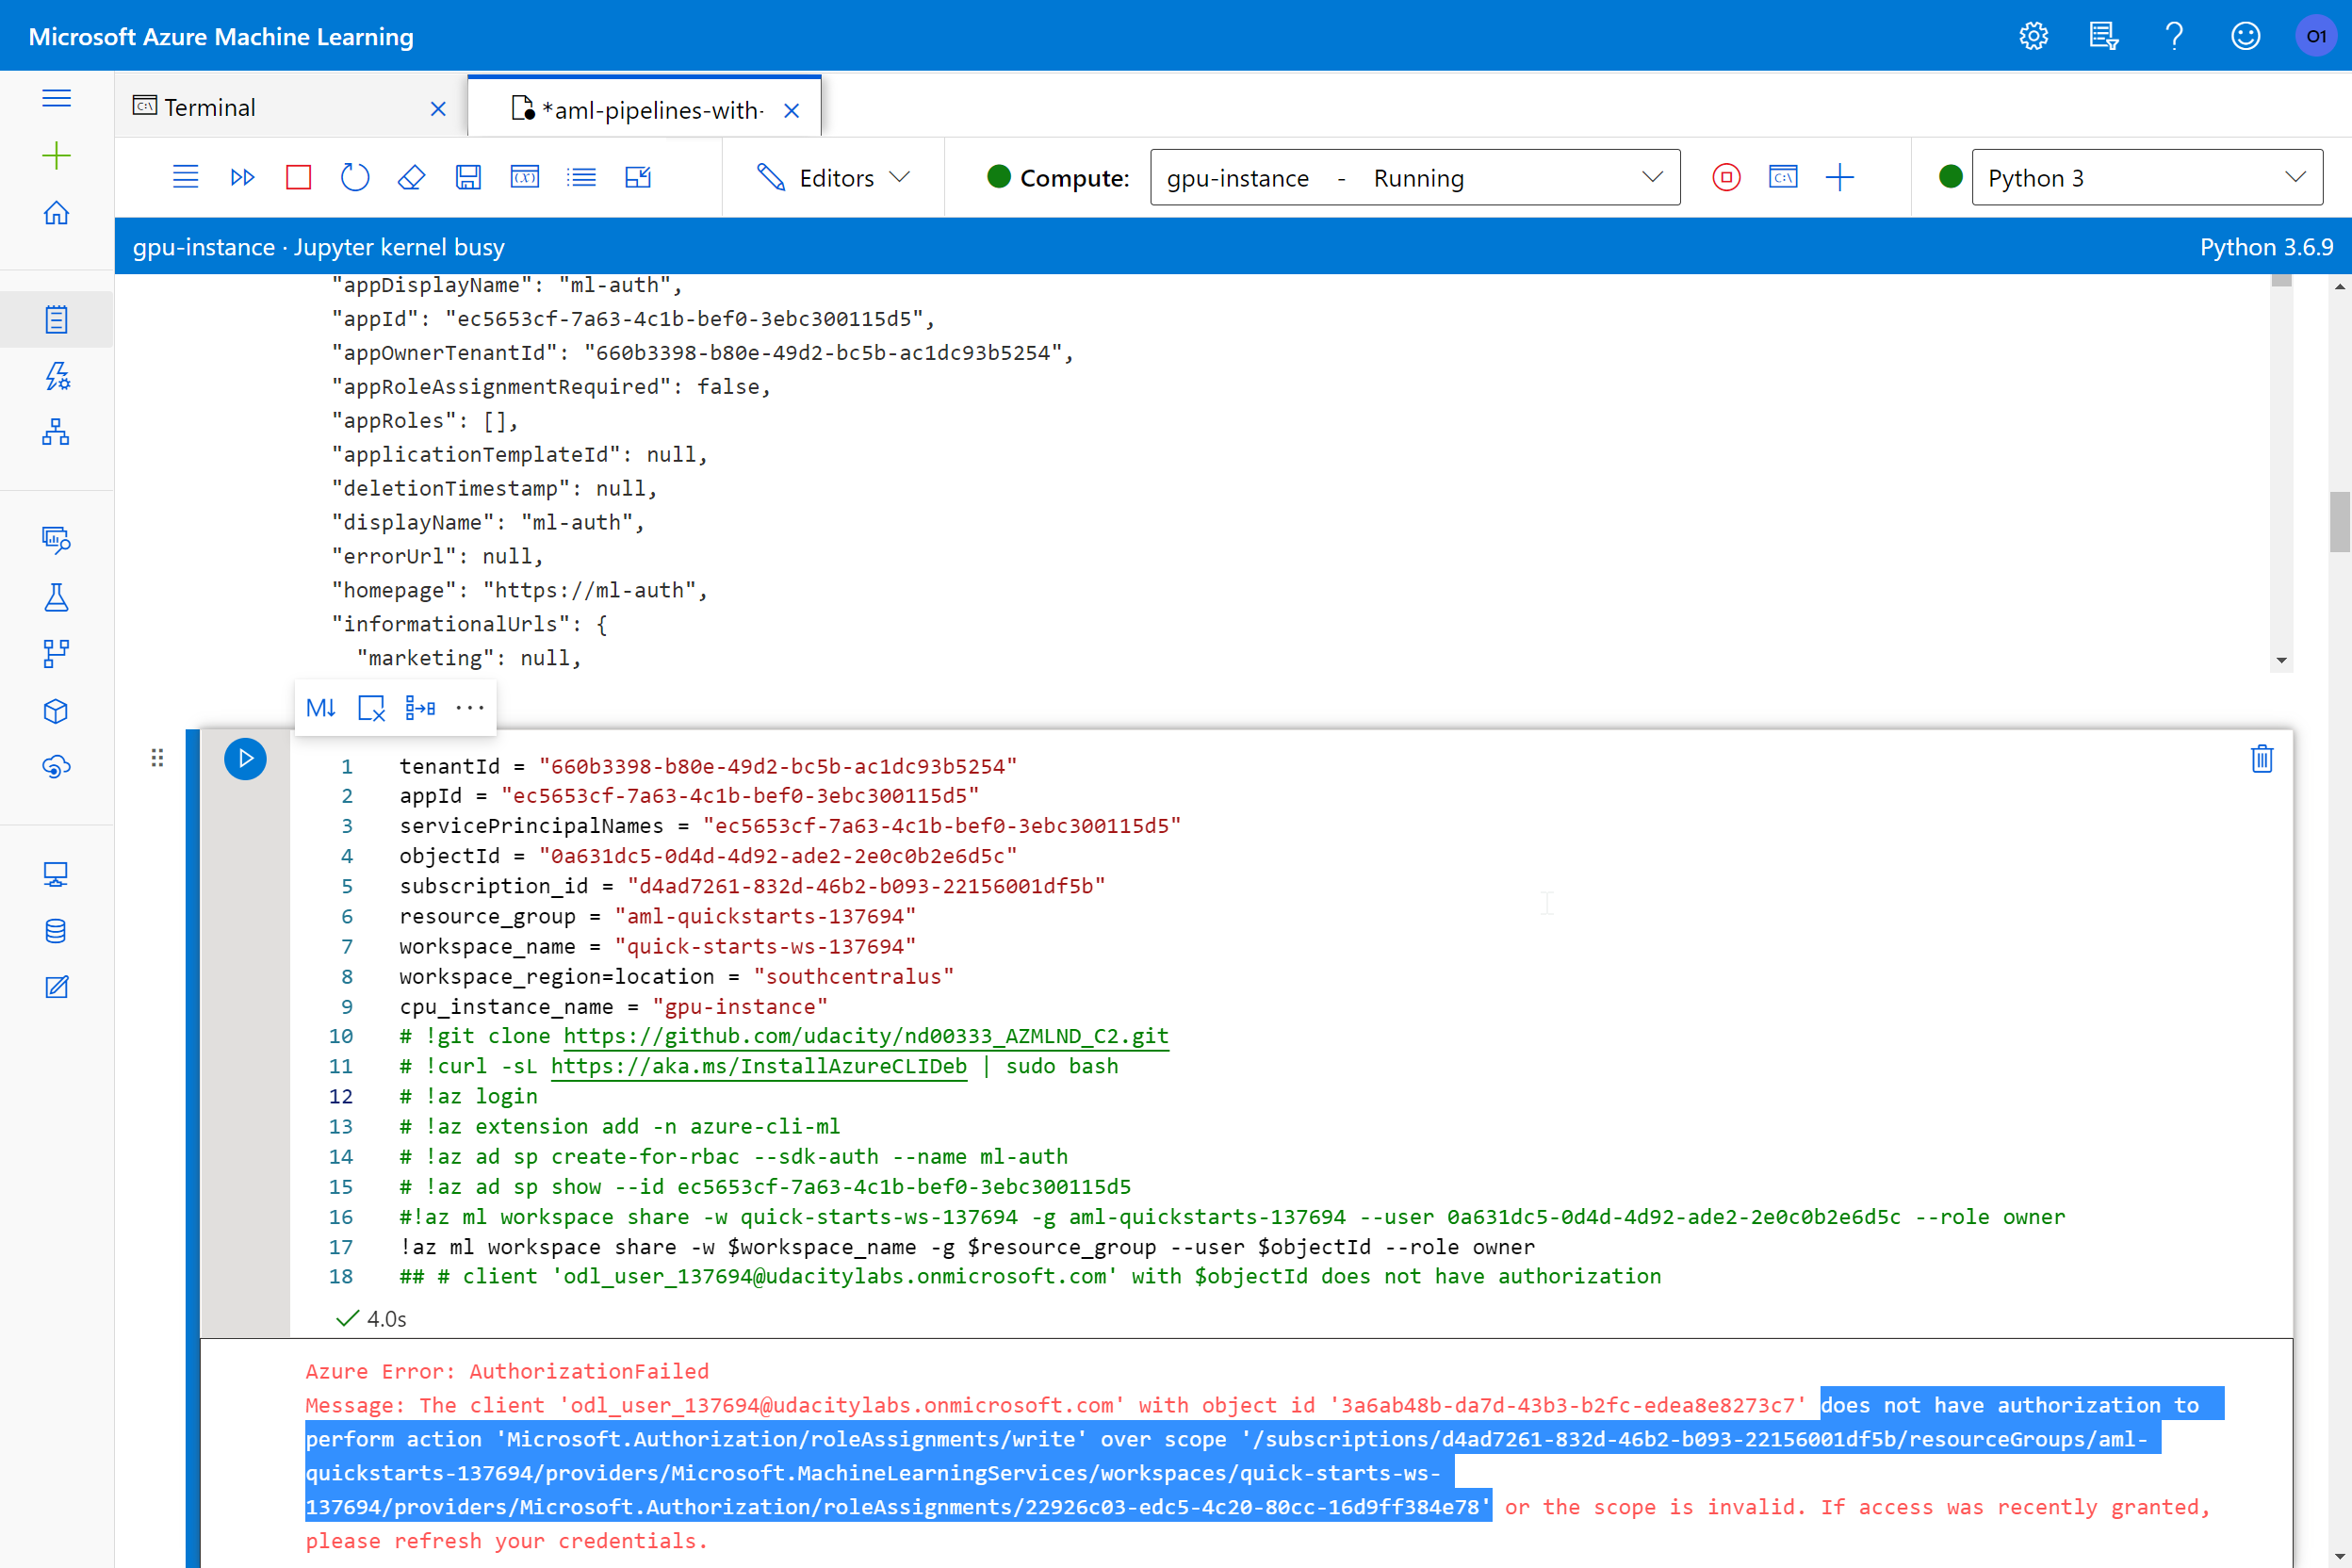 Microsoft Azure Machine Learning
O1
Terminal
*aml-pipelines-with-
Editors
Compute:
gpu-instance - Running
Python 3
gpu-instance · Jupyter kernel busy
Python 3.6.9
"appDisplayName": "ml-auth",
"appId": "ec5653cf-7a63-4c1b-bef0-3ebc300115d5",
"appOwnerTenantId": "660b3398-b80e-49d2-bc5b-ac1dc93b5254",
"appRoleAssignmentRequired": false,
"appRoles": [],
"applicationTemplateId": null,
"deletionTimestamp": null,
"displayName": "ml-auth",
"errorUrl": null,
"homepage": "https://ml-auth",
"informationalUrls": {
"marketing": null,
M↓
1 tenantId = "660b3398-b80e-49d2-bc5b-ac1dc93b5254"
2 appId = "ec5653cf-7a63-4c1b-bef0-3ebc300115d5"
3 servicePrincipalNames = "ec5653cf-7a63-4c1b-bef0-3ebc300115d5"
4 objectId = "0a631dc5-0d4d-4d92-ade2-2e0c0b2e6d5c"
5 subscription_id = "d4ad7261-832d-46b2-b093-22156001df5b"
6 resource_group = "aml-quickstarts-137694"
7 workspace_name = "quick-starts-ws-137694"
8 workspace_region=location = "southcentralus"
9 cpu_instance_name = "gpu-instance"
10 # !git clone https://github.com/udacity/nd00333_AZMLND_C2.git
11 # !curl -sL https://aka.ms/InstallAzureCLIDeb | sudo bash
12 # !az login
13 # !az extension add -n azure-cli-ml
14 # !az ad sp create-for-rbac --sdk-auth --name ml-auth
15 # !az ad sp show --id ec5653cf-7a63-4c1b-bef0-3ebc300115d5
16 #!az ml workspace share -w quick-starts-ws-137694 -g aml-quickstarts-137694 --user 0a631dc5-0d4d-4d92-ade2-2e0c0b2e6d5c --role owner
17 !az ml workspace share -w $workspace_name -g $resource_group --user $objectId --role owner
18 ## # client 'odl_user_137694@udacitylabs.onmicrosoft.com' with $objectId does not have authorization
4.0s
Azure Error: AuthorizationFailed
Message: The client 'odl_user_137694@udacitylabs.onmicrosoft.com' with object id '3a6ab48b-da7d-43b3-b2fc-edea8e8273c7' does not have authorization to
perform action 'Microsoft.Authorization/roleAssignments/write' over scope '/subscriptions/d4ad7261-832d-46b2-b093-22156001df5b/resourceGroups/aml-
quickstarts-137694/providers/Microsoft.MachineLearningServices/workspaces/quick-starts-ws-
137694/providers/Microsoft.Authorization/roleAssignments/22926c03-edc5-4c20-80cc-16d9ff384e78' or the scope is invalid. If access was recently granted,
please refresh your credentials.